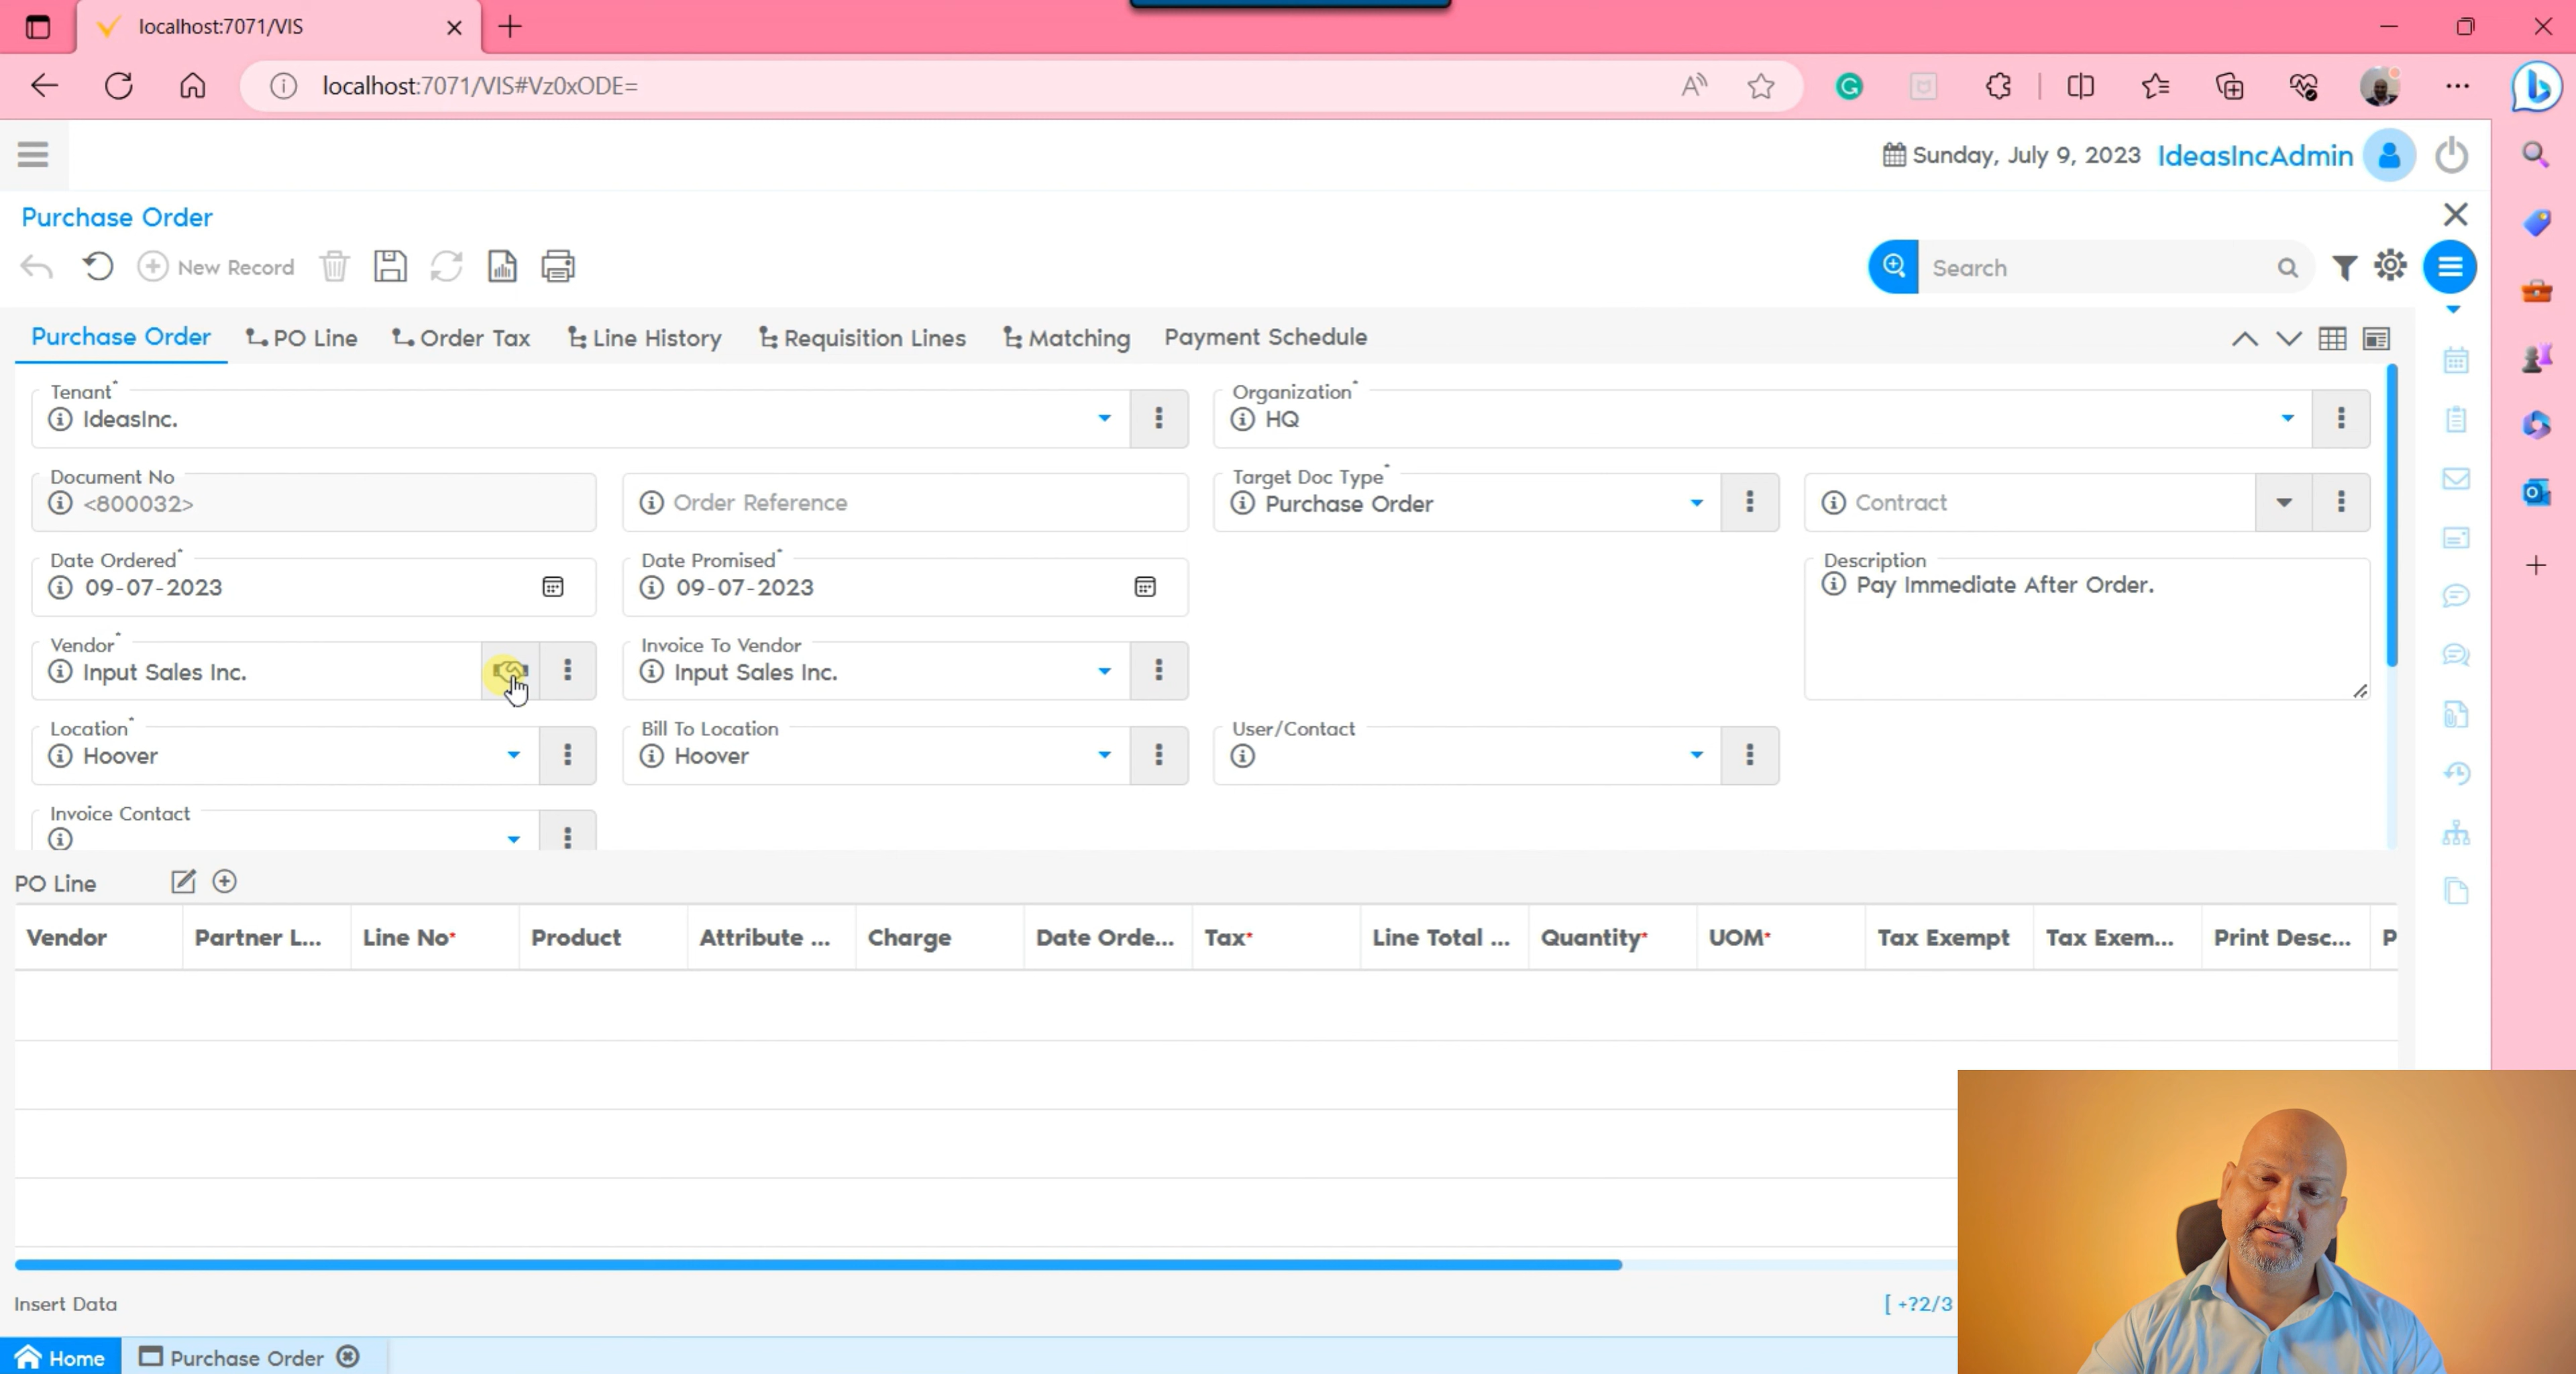 localhost:7071/VIS
localhost:7071/VIS#Vz0xODE=
Sunday, July 9, 2023 IdeasIncAdmin
Purchase Order
New Record
Search
Purchase Order PO Line Order Tax Line History Requisition Lines Matching Payment Schedule
Tenant* Organization*
IdeasInc. HQ
Document No Target Doc Type*
<800032> Order Reference Purchase Order Contract
Date Ordered* Date Promised* Description
09-07-2023 09-07-2023 Pay Immediate After Order.
Vendor* Invoice To Vendor
Input Sales Inc. Input Sales Inc.
Location* Bill To Location User/Contact
Hoover Hoover
Invoice Contact
PO Line
Vendor Partner L... Line No* Product Attribute ... Charge Date Orde... Tax* Line Total ... Quantity* UOM* Tax Exempt Tax Exem... Print Desc... P
Insert Data [ +?2/3
Home Purchase Order